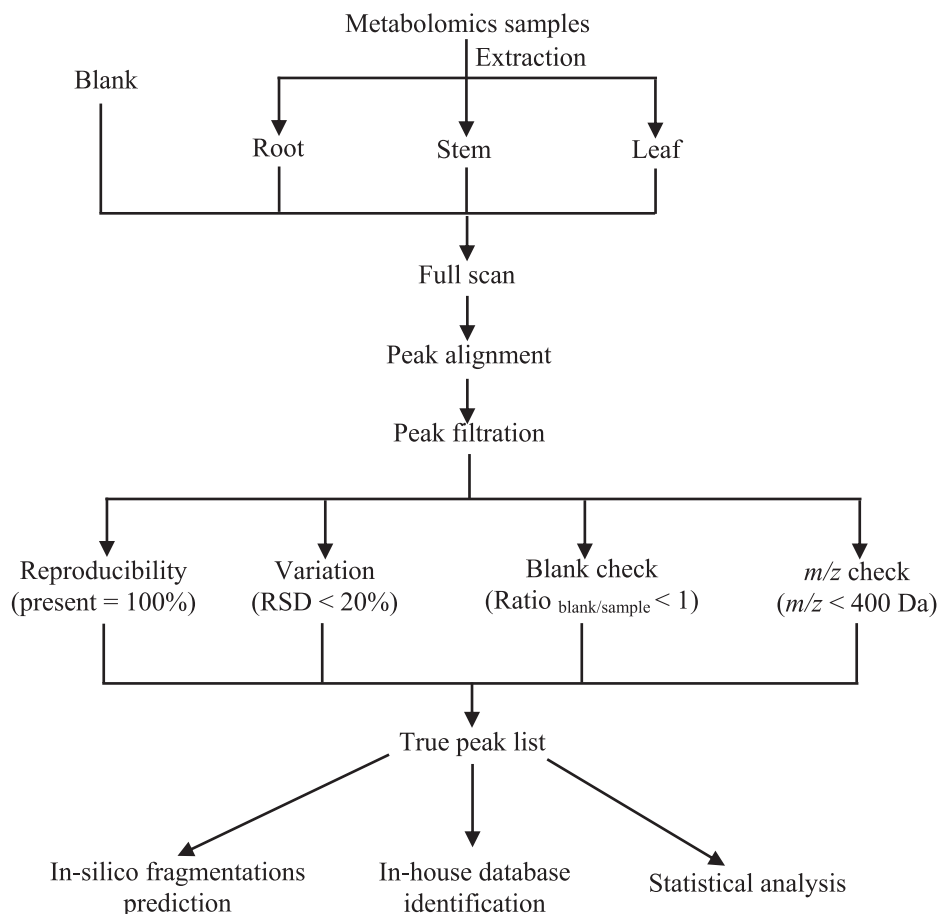 Metabolomics samples
Extraction
Blank
Root
Stem
Leaf
Full scan
Peak alignment
Peak filtration
Reproducibility
(present = 100%)
Variation
(RSD < 20%)
Blank check
(Ratio blank/sample < 1)
m/z check
(m/z < 400 Da)
True peak list
In-silico fragmentations
prediction
In-house database
identification
Statistical analysis